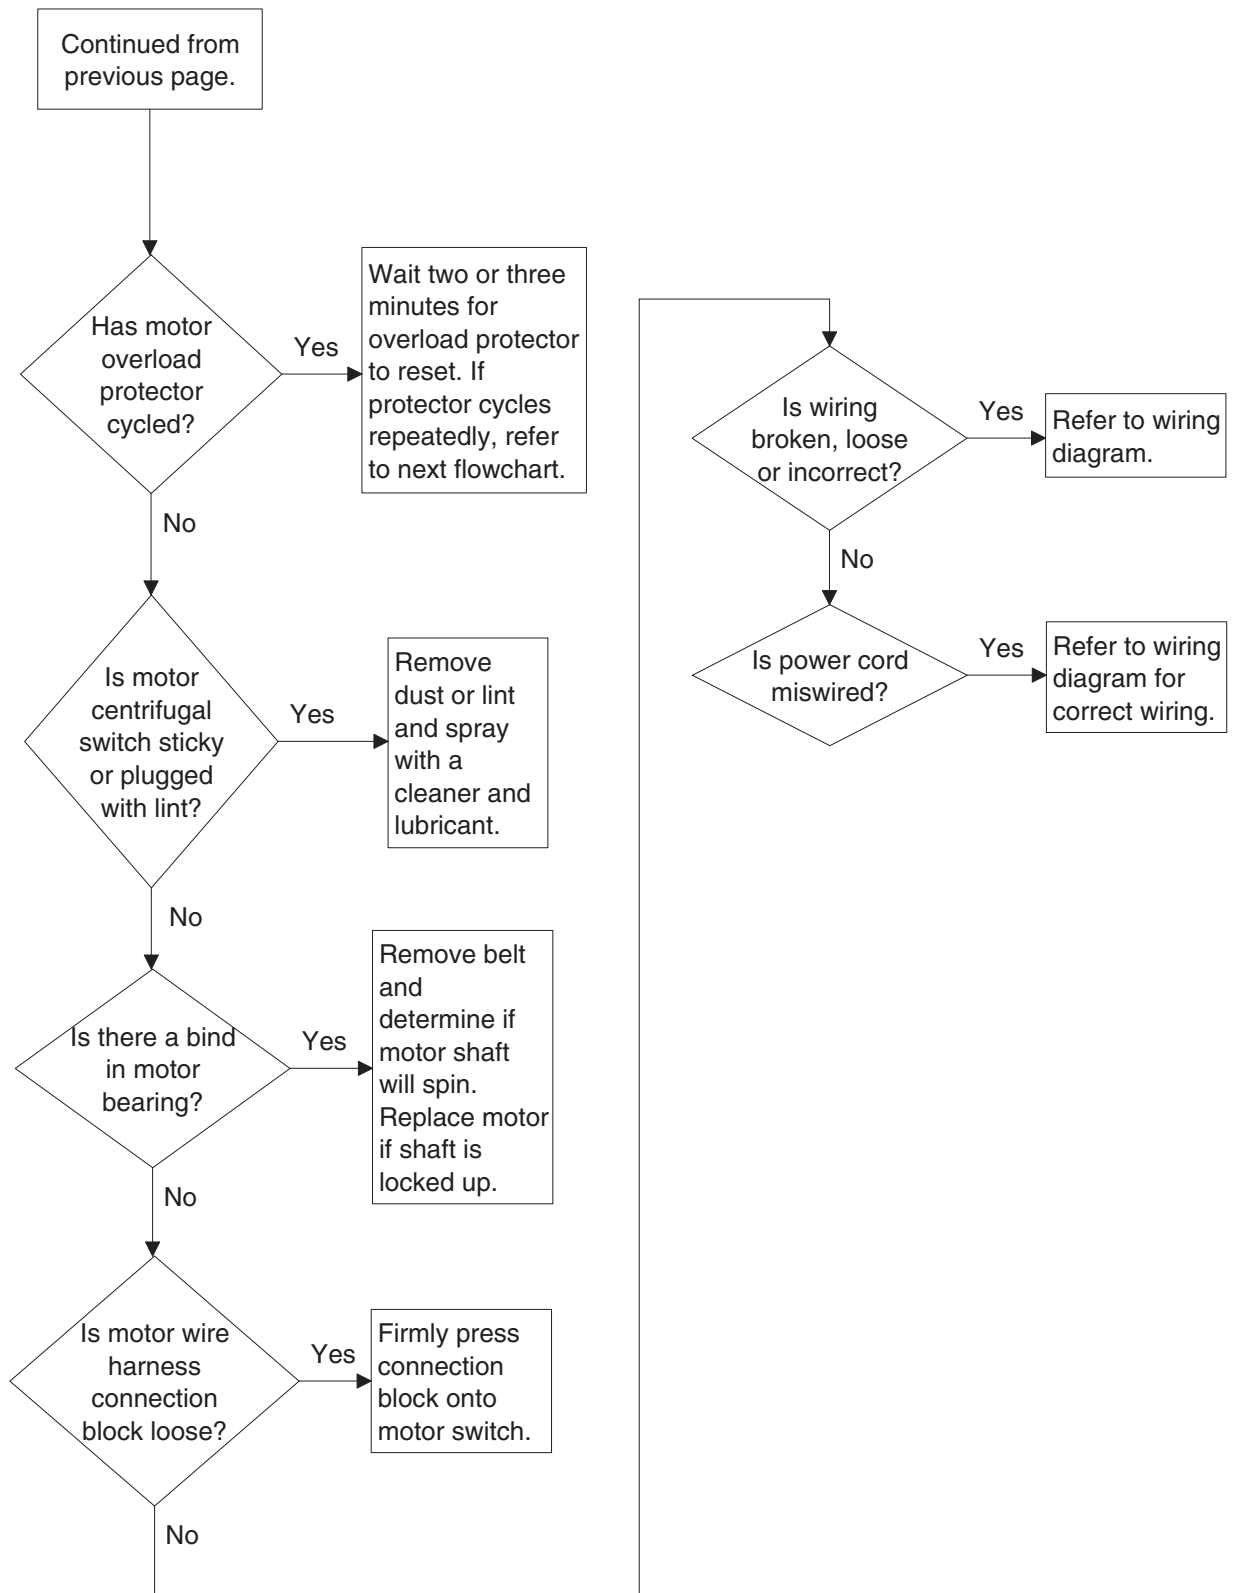 Continued from
previous page.
Has motor
overload
protector
cycled?
Yes
Wait two or three
minutes for
overload protector
to reset. If
protector cycles
repeatedly, refer
to next flowchart.
No
Is motor
centrifugal
switch sticky
or plugged
with lint?
Yes
Remove
dust or lint
and spray
with a
cleaner and
lubricant.
No
Is there a bind
in motor
bearing?
Yes
Remove belt
and
determine if
motor shaft
will spin.
Replace motor
if shaft is
locked up.
No
Is motor wire
harness
connection
block loose?
Yes
Firmly press
connection
block onto
motor switch.
No
Is wiring
broken, loose
or incorrect?
Yes
Refer to wiring
diagram.
No
Is power cord
miswired?
Yes
Refer to wiring
diagram for
correct wiring.